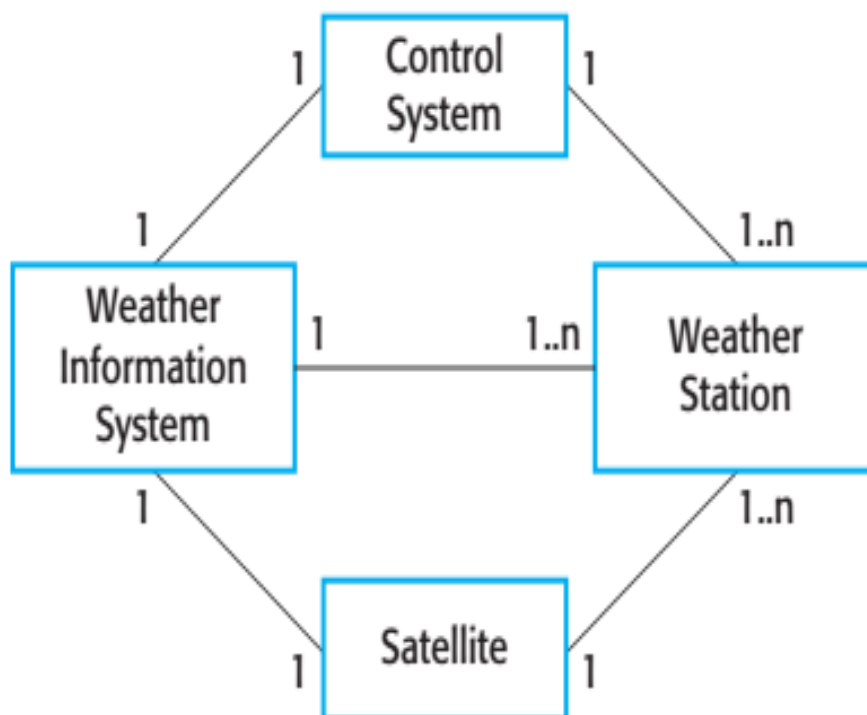 Control
System
1
1
1
1..n
Weather
Information
System
1
1..n
Weather
Station
1
1..n
Satellite
1
1